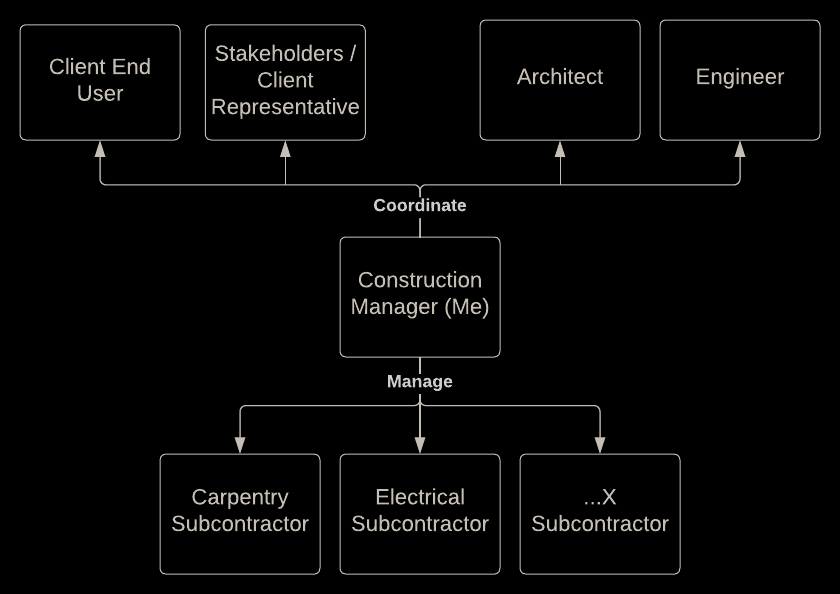 Client End
User
Stakeholders /
Client
Representative
Architect
Engineer
Coordinate
Construction
Manager (Me)
Manage
Carpentry
Subcontractor
Electrical
Subcontractor
...X
Subcontractor